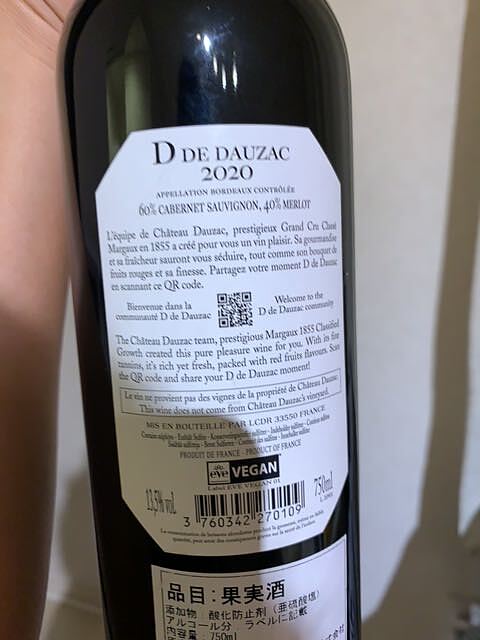 D DE DAUZAC
2020
APPELLATION BORDEAUX CONTRÔLÉE
60% CABERNET SAUVIGNON, 40% MERLOT
L'équipe de Château Dauzac, prestigieux Grand Cru Classé
Margaux en 1855 a créé pour vous un vin plaisir. Sa gourmandise
et sa fraîcheur sauront vous séduire, tout comme son bouquet de
fruits rouges et sa finesse. Partagez votre moment D de Dauzac
en scannant ce QR code.
Bienvenue dans la
communauté D de Dauzac
Welcome to the
D de Dauzac community
The Château Dauzac team, prestigious Margaux 1855 Classified
Growth created this pure pleasure wine for you. With its fine
tannins, it's rich yet fresh, packed with red fruits flavours. Scan
the QR code and share your D de Dauzac moment!
Le vin ne provient pas des vignes de la propriété de Château Dauzac.
This wine does not come from Château Dauzac's vineyard.
MIS EN BOUTEILLE PAR LCDR 33550 FRANCE
PRODUIT DE FRANCE - PRODUCT OF FRANCE
eve VEGAN
Label EVE VEGAN 01
13,5% vol
750ml
3 760342 270109
品目:果実酒
添加物:酸化防止剤(亜硫酸塩)
アルコール分:ラベルに記載
内容量:750ml